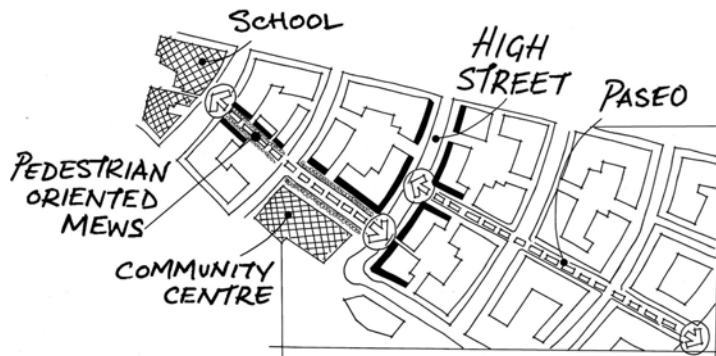 SCHOOL
HIGH
STREET
PASEO
PEDESTRIAN
ORIENTED
MEWS
COMMUNITY
CENTRE